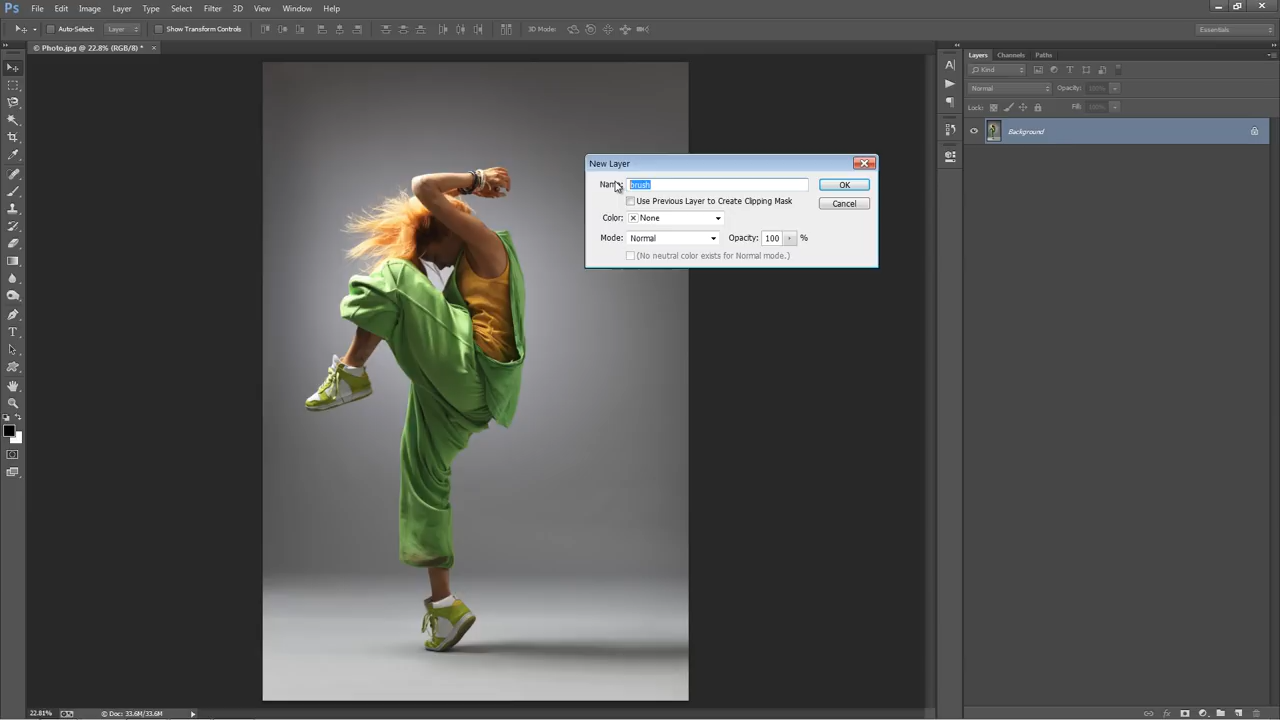 Ps File Edit Image Layer Type Select Filter 3D View Window Help
Auto-Select: Layer Show Transform Controls 3D Mode: Essentials
© Photo.jpg @ 22.8% (RGB/8) * ×
Layers Channels Paths
Kind
Normal Opacity: 100%
Lock: Fill: 100%
Background
New Layer
Name: brush OK
Use Previous Layer to Create Clipping Mask
Cancel
Color: None
Mode: Normal Opacity: 100 %
(No neutral color exists for Normal mode.)
22.81% © Doc: 33.6M/33.6M